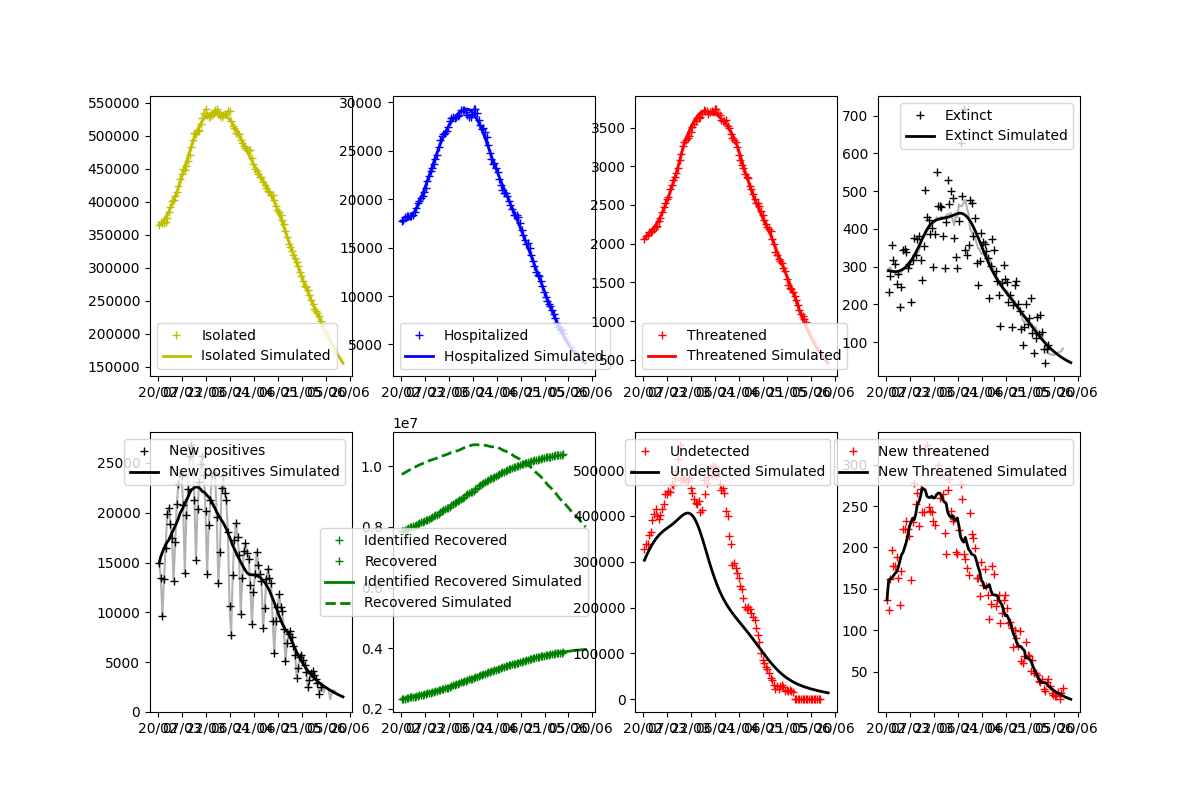 550000
500000
450000
400000
350000
300000
250000
200000
150000
Isolated
Isolated Simulated
30000
25000
20000
15000
10000
5000
Hospitalized
Hospitalized Simulated
3500
3000
2500
2000
1500
1000
500
Threatened
Threatened Simulated
700
600
500
400
300
200
100
Extinct
Extinct Simulated
25000
20000
15000
10000
5000
0
New positives
New positives Simulated
1e7
1.0
0.8
0.6
0.4
0.2
Identified Recovered
Recovered
Identified Recovered Simulated
Recovered Simulated
500000
400000
300000
200000
100000
0
Undetected
Undetected Simulated
300
250
200
150
100
50
New threatened
New Threatened Simulated